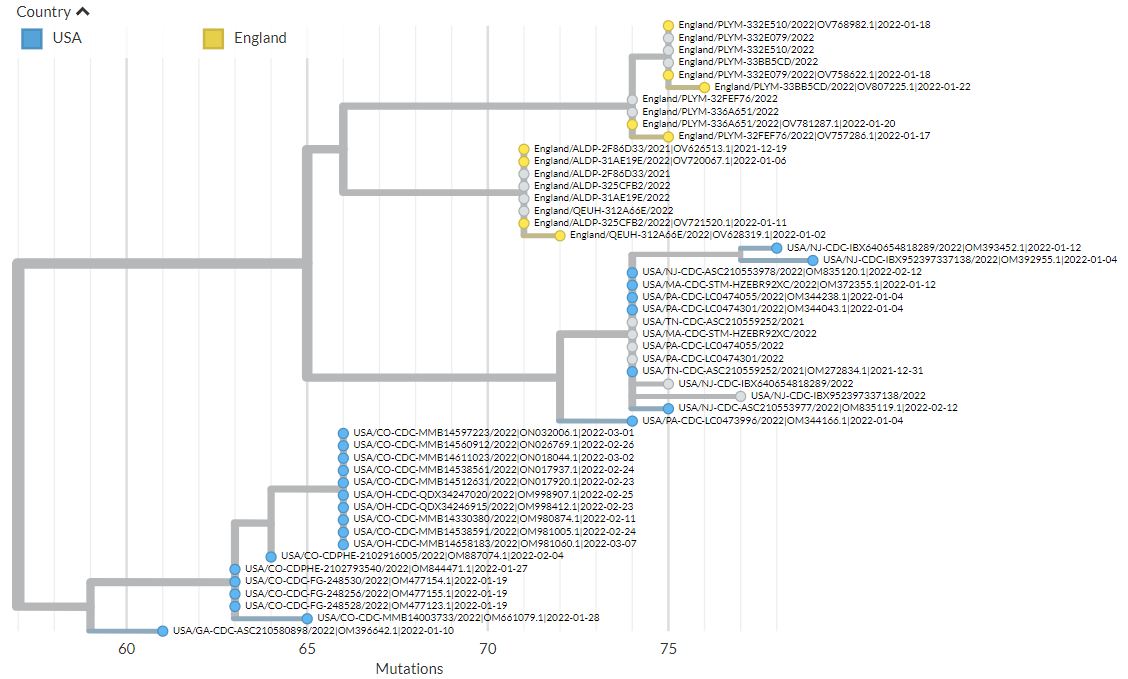 Country
USA
England
England/PLYM-332E510/2022|OV768982.1|2022-01-18
England/PLYM-332E079/2022
England/PLYM-332E510/2022
England/PLYM-33BB5CD/2022
England/PLYM-332E079/2022|OV758622.1|2022-01-18
England/PLYM-33BB5CD/2022|OV807225.1|2022-01-22
England/PLYM-32FEF76/2022
England/PLYM-336A651/2022
England/PLYM-336A651/2022|OV781287.1|2022-01-20
England/PLYM-32FEF76/2022|OV757286.1|2022-01-17
England/ALDP-2F86D33/2021|OV626513.1|2021-12-19
England/ALDP-31AE19E/2022|OV720067.1|2022-01-06
England/ALDP-2F86D33/2021
England/ALDP-325CFB2/2022
England/ALDP-31AE19E/2022
England/QEUH-312A66E/2022
England/ALDP-325CFB2/2022|OV721520.1|2022-01-11
England/QEUH-312A66E/2022|OV628319.1|2022-01-02
USA/NJ-CDC-IBX640654818289/2022|OM393452.1|2022-01-12
USA/NJ-CDC-IBX952397337138/2022|OM392955.1|2022-01-04
USA/NJ-CDC-ASC210553978/2022|OM835120.1|2022-02-12
USA/MA-CDC-STM-HZEBR92XC/2022|OM372355.1|2022-01-12
USA/PA-CDC-LC0474055/2022|OM344238.1|2022-01-04
USA/PA-CDC-LC0474301/2022|OM344043.1|2022-01-04
USA/TN-CDC-ASC210559252/2021
USA/MA-CDC-STM-HZEBR92XC/2022
USA/PA-CDC-LC0474055/2022
USA/PA-CDC-LC0474301/2022
USA/TN-CDC-ASC210559252/2021|OM272834.1|2021-12-31
USA/NJ-CDC-IBX640654818289/2022
USA/NJ-CDC-IBX952397337138/2022
USA/NJ-CDC-ASC210553977/2022|OM835119.1|2022-02-12
USA/PA-CDC-LC0473996/2022|OM344166.1|2022-01-04
USA/CO-CDC-MMB14597223/2022|ON032006.1|2022-03-01
USA/CO-CDC-MMB14560912/2022|ON026769.1|2022-02-26
USA/CO-CDC-MMB14611023/2022|ON018044.1|2022-03-02
USA/CO-CDC-MMB14538561/2022|ON017937.1|2022-02-24
USA/CO-CDC-MMB14512631/2022|ON017920.1|2022-02-23
USA/OH-CDC-QDX34247020/2022|OM998907.1|2022-02-25
USA/OH-CDC-QDX34246915/2022|OM998412.1|2022-02-23
USA/CO-CDC-MMB14330380/2022|OM980874.1|2022-02-11
USA/CO-CDC-MMB14538591/2022|OM981005.1|2022-02-24
USA/OH-CDC-MMB14658183/2022|OM981060.1|2022-03-07
USA/CO-CDPHE-2102916005/2022|OM887074.1|2022-02-04
USA/CO-CDPHE-2102793540/2022|OM844471.1|2022-01-27
USA/CO-CDC-FG-248530/2022|OM477154.1|2022-01-19
USA/CO-CDC-FG-248256/2022|OM477155.1|2022-01-19
USA/CO-CDC-FG-248528/2022|OM477123.1|2022-01-19
USA/CO-CDC-MMB14003733/2022|OM661079.1|2022-01-28
USA/GA-CDC-ASC210580898/2022|OM396642.1|2022-01-10
60 65 70 75
Mutations